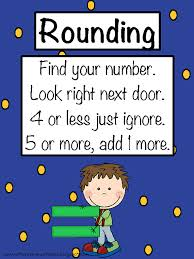 Rounding
Find your number.
Look right next door.
4 or less just ignore.
5 or more, add 1 more.